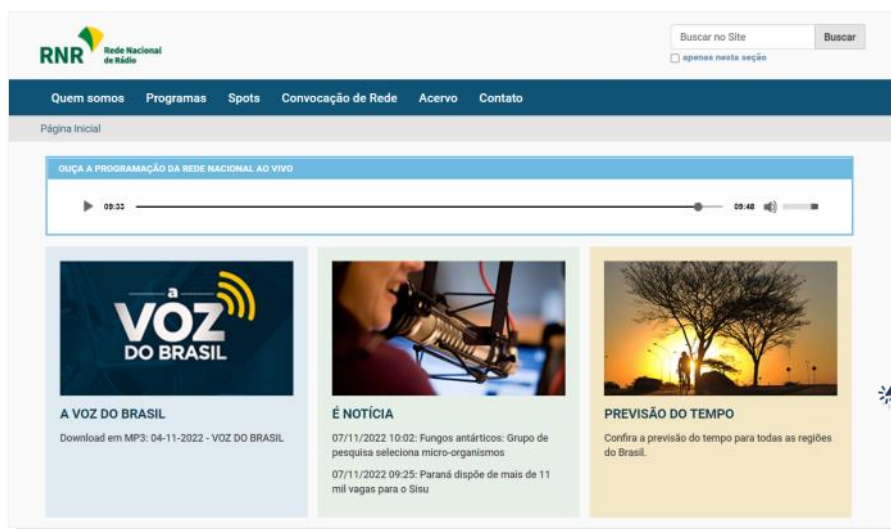 RNR Rede Nacional
de Rádio
Buscar no Site Buscar
apenas nesta seção
Quem somos Programas Spots Convocação de Rede Acervo Contato
Página Inicial
OUÇA A PROGRAMAÇÃO DA REDE NACIONAL AO VIVO
09:33 09:48
a
VOZ
DO BRASIL
A VOZ DO BRASIL
Download em MP3: 04-11-2022 - VOZ DO BRASIL
É NOTÍCIA
07/11/2022 10:02: Fungos antárticos: Grupo de
pesquisa seleciona micro-organismos
07/11/2022 09:25: Paraná dispõe de mais de 11
mil vagas para o Sisu
PREVISÃO DO TEMPO
Confira a previsão do tempo para todas as regiões
do Brasil.